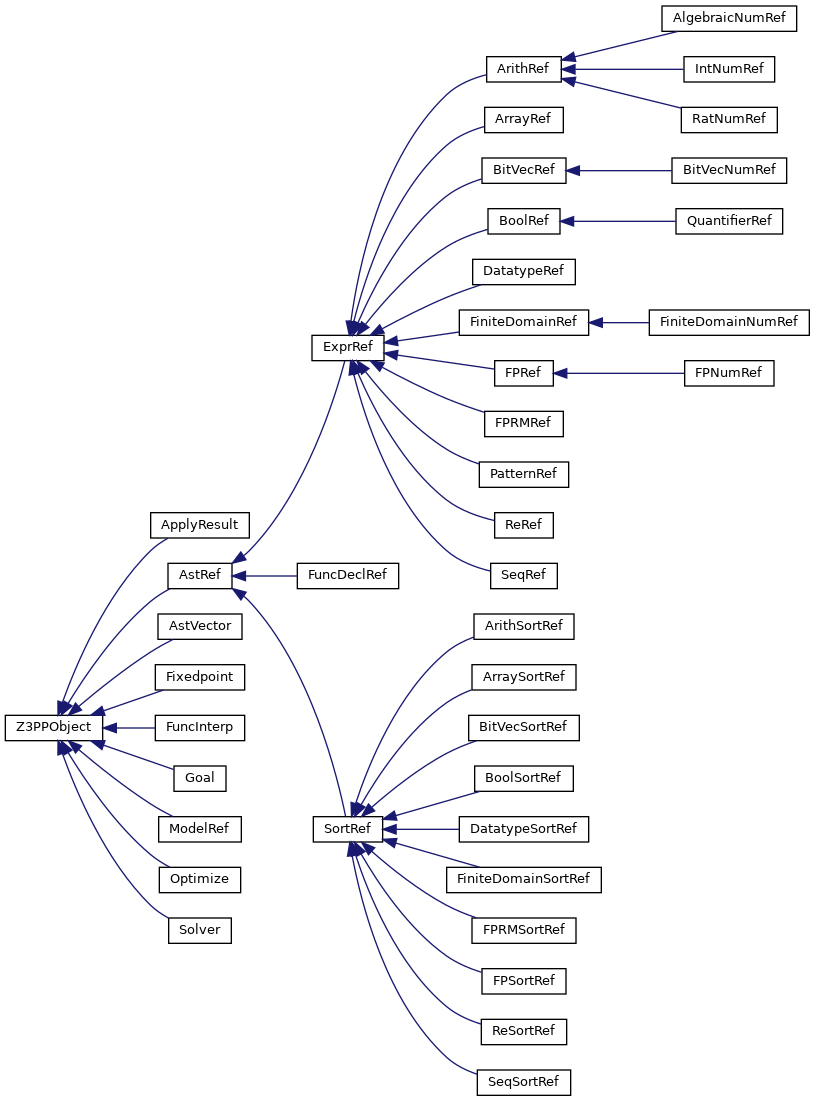 AlgebraicNumRef
ArithRef
IntNumRef
RatNumRef
ArrayRef
BitVecRef
BitVecNumRef
BoolRef
QuantifierRef
DatatypeRef
FiniteDomainRef
FiniteDomainNumRef
ExprRef
FPRef
FPNumRef
FPRMRef
PatternRef
ReRef
SeqRef
ApplyResult
AstRef
FuncDeclRef
AstVector
Fixedpoint
Z3PPObject
FuncInterp
Goal
ModelRef
Optimize
Solver
ArithSortRef
ArraySortRef
BitVecSortRef
BoolSortRef
SortRef
DatatypeSortRef
FiniteDomainSortRef
FPRMSortRef
FPSortRef
ReSortRef
SeqSortRef